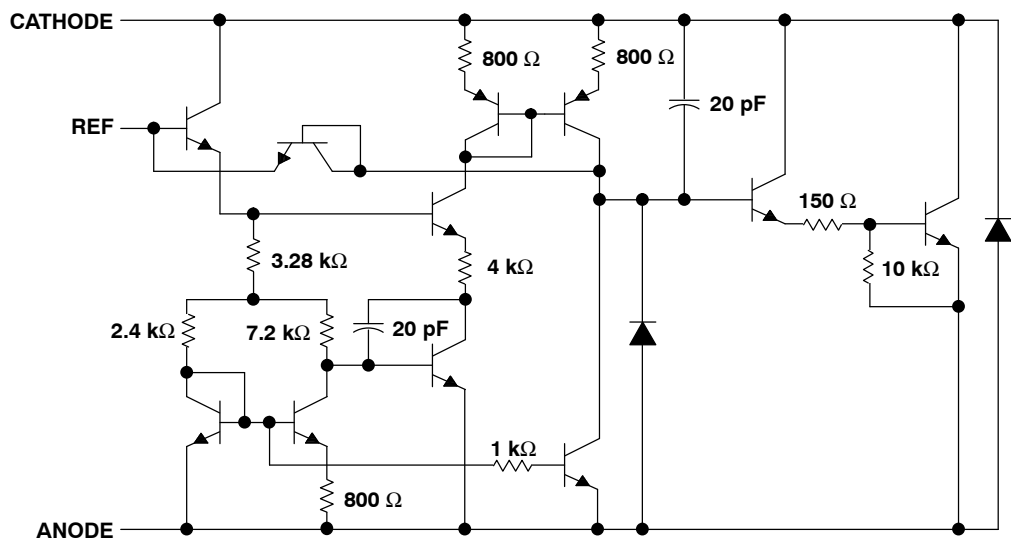 CATHODE
800 Ω
800 Ω
20 pF
REF
150 Ω
3.28 kΩ
4 kΩ
10 kΩ
2.4 kΩ
7.2 kΩ
20 pF
1 kΩ
800 Ω
ANODE